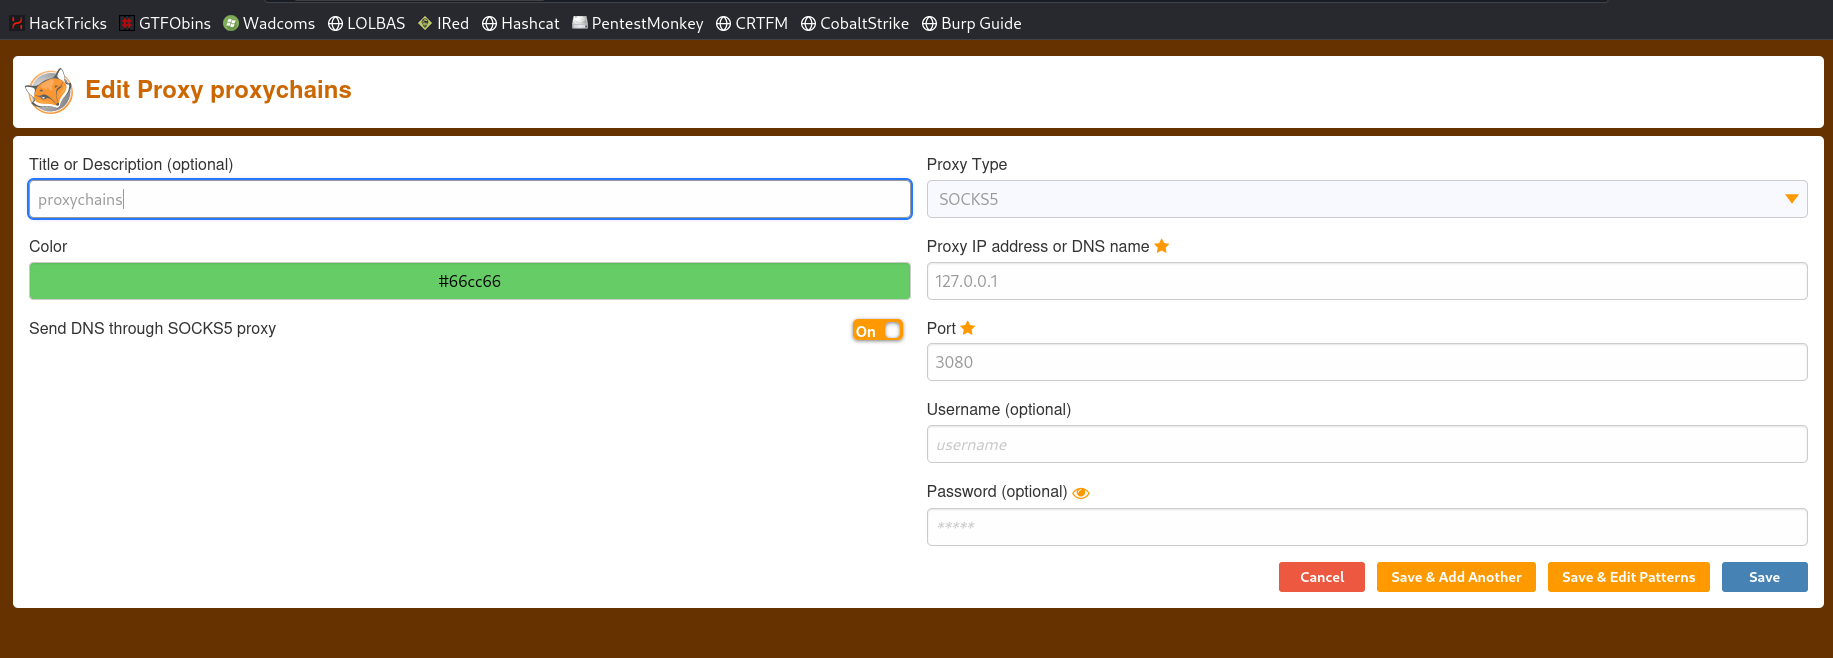 HackTricks GTFObins Wadcoms LOLBAS IRed Hashcat PentestMonkey CRTFM CobaltStrike Burp Guide
Edit Proxy proxychains
Title or Description (optional)
proxychains
Color
#66cc66
Send DNS through SOCKS5 proxy
On
Proxy Type
SOCKS5
Proxy IP address or DNS name
127.0.0.1
Port
3080
Username (optional)
username
Password (optional)
*****
Cancel Save & Add Another Save & Edit Patterns Save